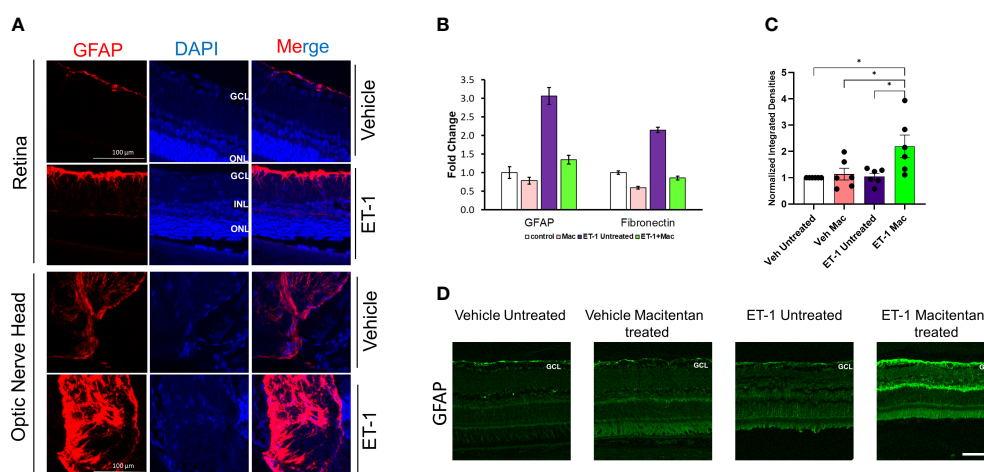 A
GFAP DAPI Merge
Retina
Optic Nerve Head
GCL
ONL
100 µm
Vehicle
GCL
INL
ONL
ET-1
Vehicle
100 µm
ET-1
B
Fold Change
3.5
3.0
2.5
2.0
1.5
1.0
0.5
0.0
GFAP Fibronectin
control Mac ET-1 Untreated ET-1+Mac
C
Normalized Integrated Densities
5
4
3
2
1
0
*
*
*
Veh Untreated
Veh Mac
ET-1 Untreated
ET-1 Mac
D
Vehicle Untreated
Vehicle Macitentan
treated
ET-1 Untreated
ET-1 Macitentan
treated
GFAP
GCL
GCL
GCL
G